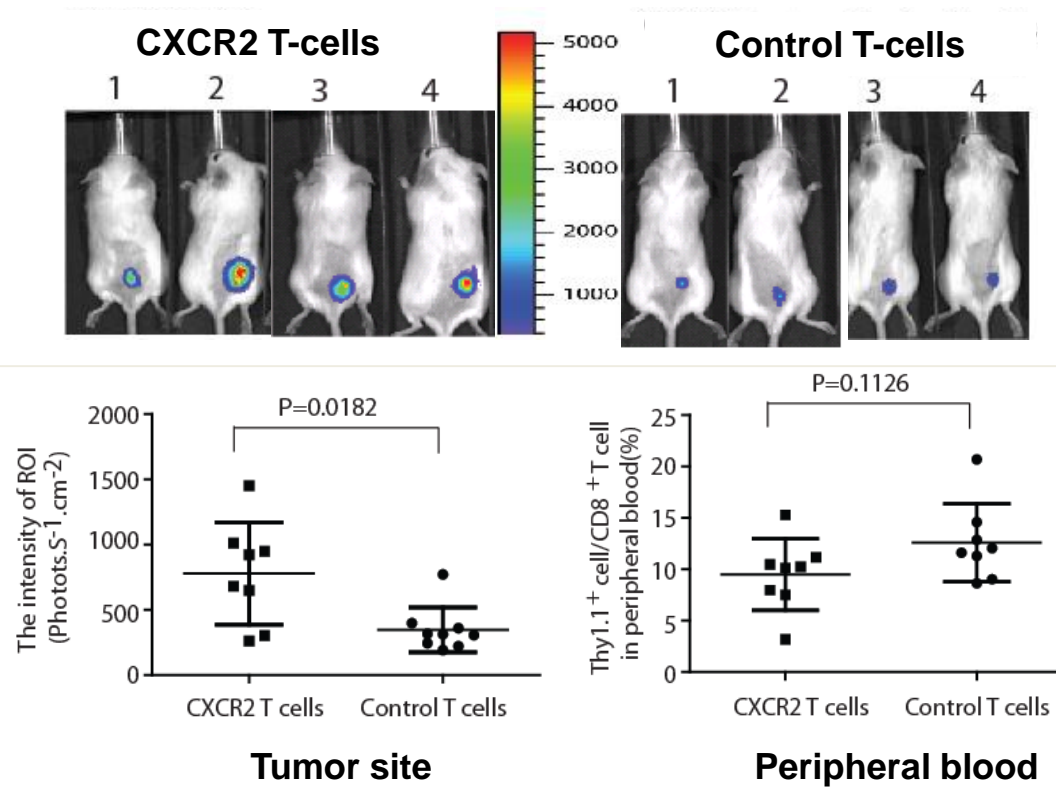 CXCR2 T-cells
Control T-cells
1 2 3 4
5000
4000
3000
2000
1000
1 2 3 4
P=0.0182
2000
1500
1000
500
0
The intensity of ROI
(Photots.S-1.cm-2)
CXCR2 T cells
Control T cells
Tumor site
P=0.1126
25
20
15
10
5
0
Thy1.1+ cell/CD8 +T cell
in peripheral blood(%)
CXCR2 T cells
Control T cells
Peripheral blood